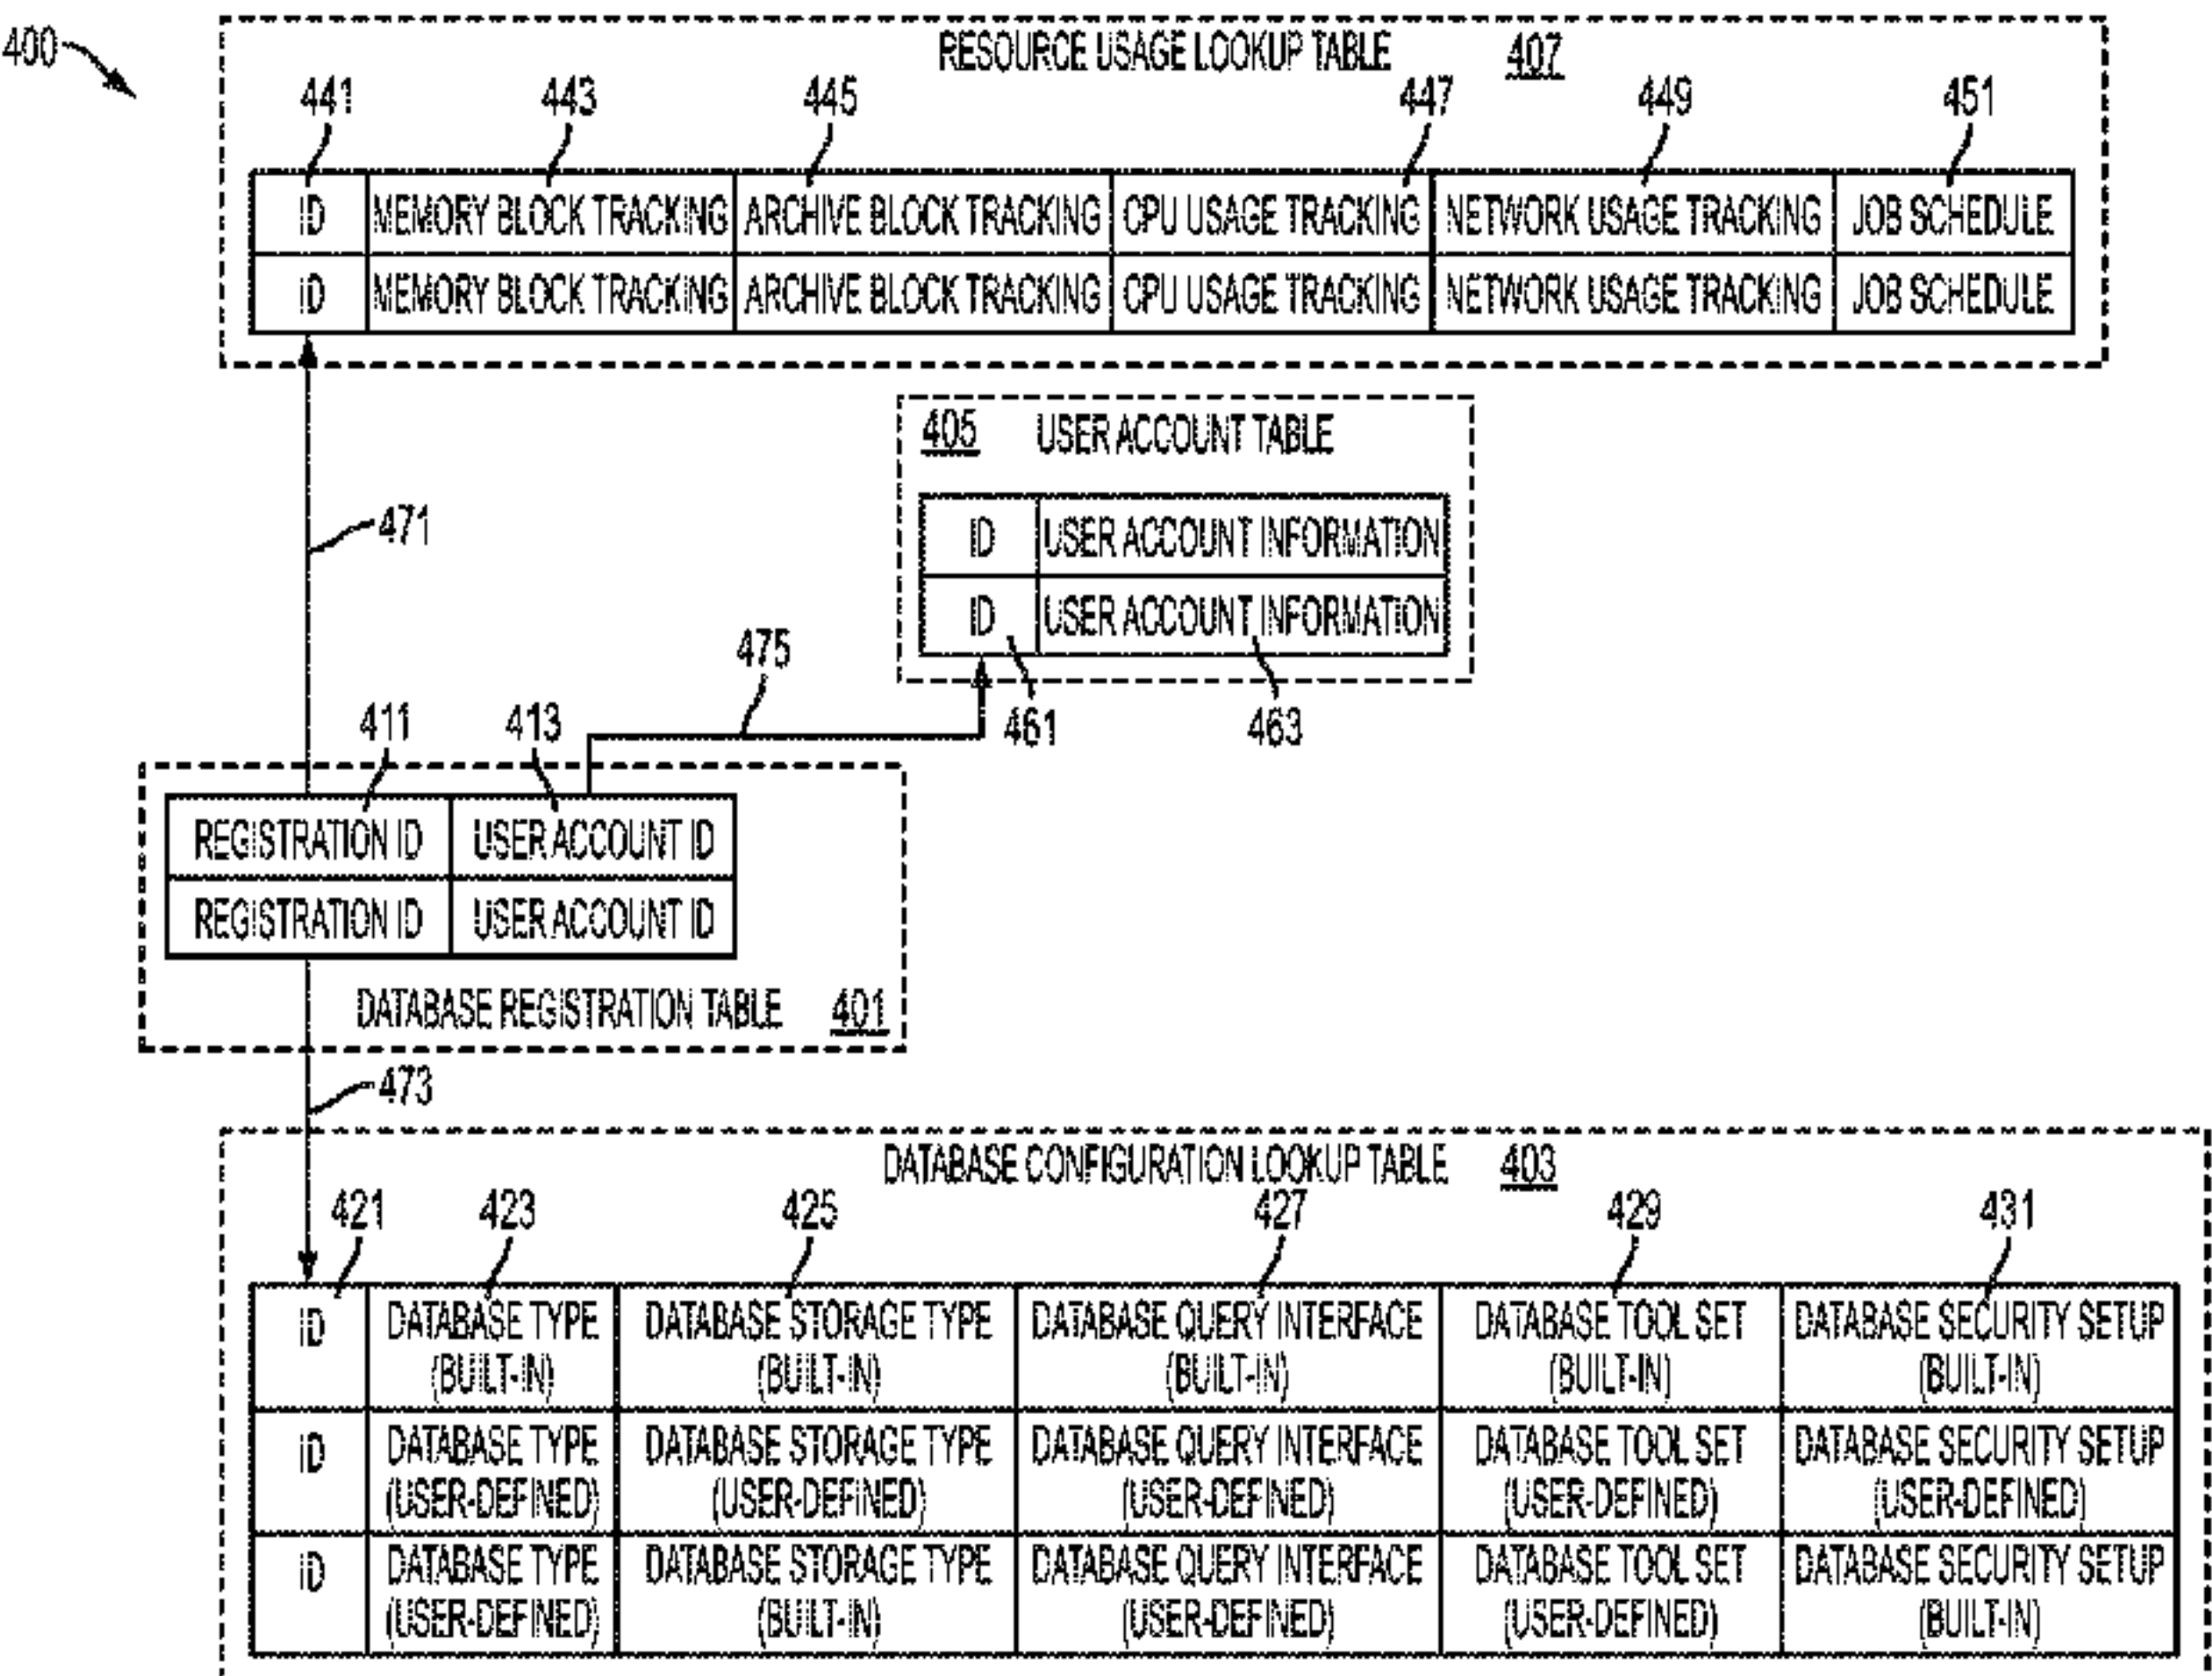 400
RESOURCE USAGE LOOKUP TABLE 407
441 443 445 447 449 451
ID MEMORY BLOCK TRACKING ARCHIVE BLOCK TRACKING CPU USAGE TRACKING NETWORK USAGE TRACKING JOB SCHEDULE
ID MEMORY BLOCK TRACKING ARCHIVE BLOCK TRACKING CPU USAGE TRACKING NETWORK USAGE TRACKING JOB SCHEDULE
405 USER ACCOUNT TABLE
471
ID USER ACCOUNT INFORMATION
ID USER ACCOUNT INFORMATION
475
461 463
411 413
REGISTRATION ID USER ACCOUNT ID
REGISTRATION ID USER ACCOUNT ID
DATABASE REGISTRATION TABLE 401
473
DATABASE CONFIGURATION LOOKUP TABLE 403
421 423 425 427 429 431
ID DATABASE TYPE DATABASE STORAGE TYPE DATABASE QUERY INTERFACE DATABASE TOOL SET DATABASE SECURITY SETUP
(BUILT-IN) (BUILT-IN) (BUILT-IN) (BUILT-IN) (BUILT-IN)
ID DATABASE TYPE DATABASE STORAGE TYPE DATABASE QUERY INTERFACE DATABASE TOOL SET DATABASE SECURITY SETUP
(USER-DEFINED) (USER-DEFINED) (USER-DEFINED) (USER-DEFINED) (USER-DEFINED)
ID DATABASE TYPE DATABASE STORAGE TYPE DATABASE QUERY INTERFACE DATABASE TOOL SET DATABASE SECURITY SETUP
(USER-DEFINED) (BUILT-IN) (USER-DEFINED) (USER-DEFINED) (BUILT-IN)